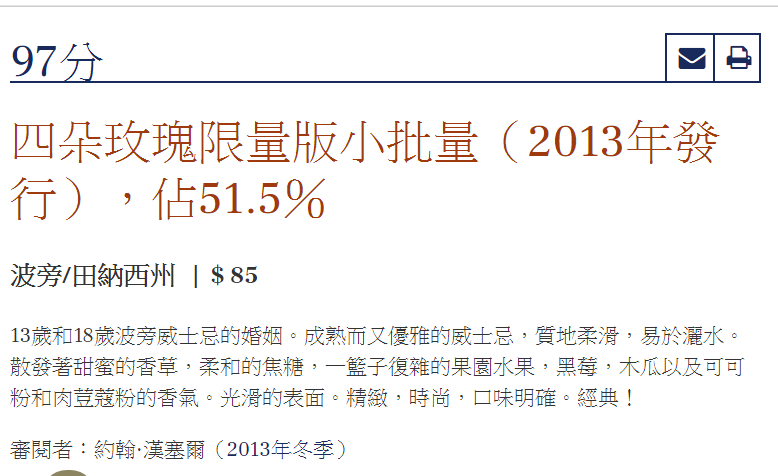 97分
四朵玫瑰限量版小批量（2013年發
行），佔51.5％
波旁/田納西州 | $ 85
13歲和18歲波旁威士忌的婚姻。成熟而又優雅的威士忌，質地柔滑，易於灑水。
散發著甜蜜的香草，柔和的焦糖，一籃子復雜的果園水果，黑莓，木瓜以及可可
粉和肉荳蔻粉的香氣。光滑的表面。精緻，時尚，口味明確。經典！
審閱者：約翰·漢塞爾（2013年冬季）